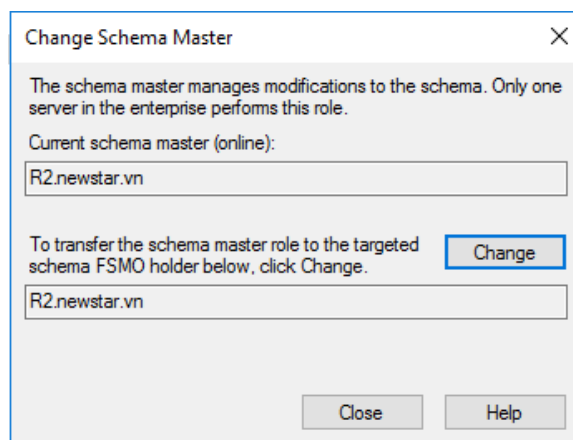 Change Schema Master
The schema master manages modifications to the schema. Only one
server in the enterprise performs this role.
Current schema master (online):
R2.newstar.vn
To transfer the schema master role to the targeted
schema FSMO holder below, click Change.
Change
R2.newstar.vn
Close
Help